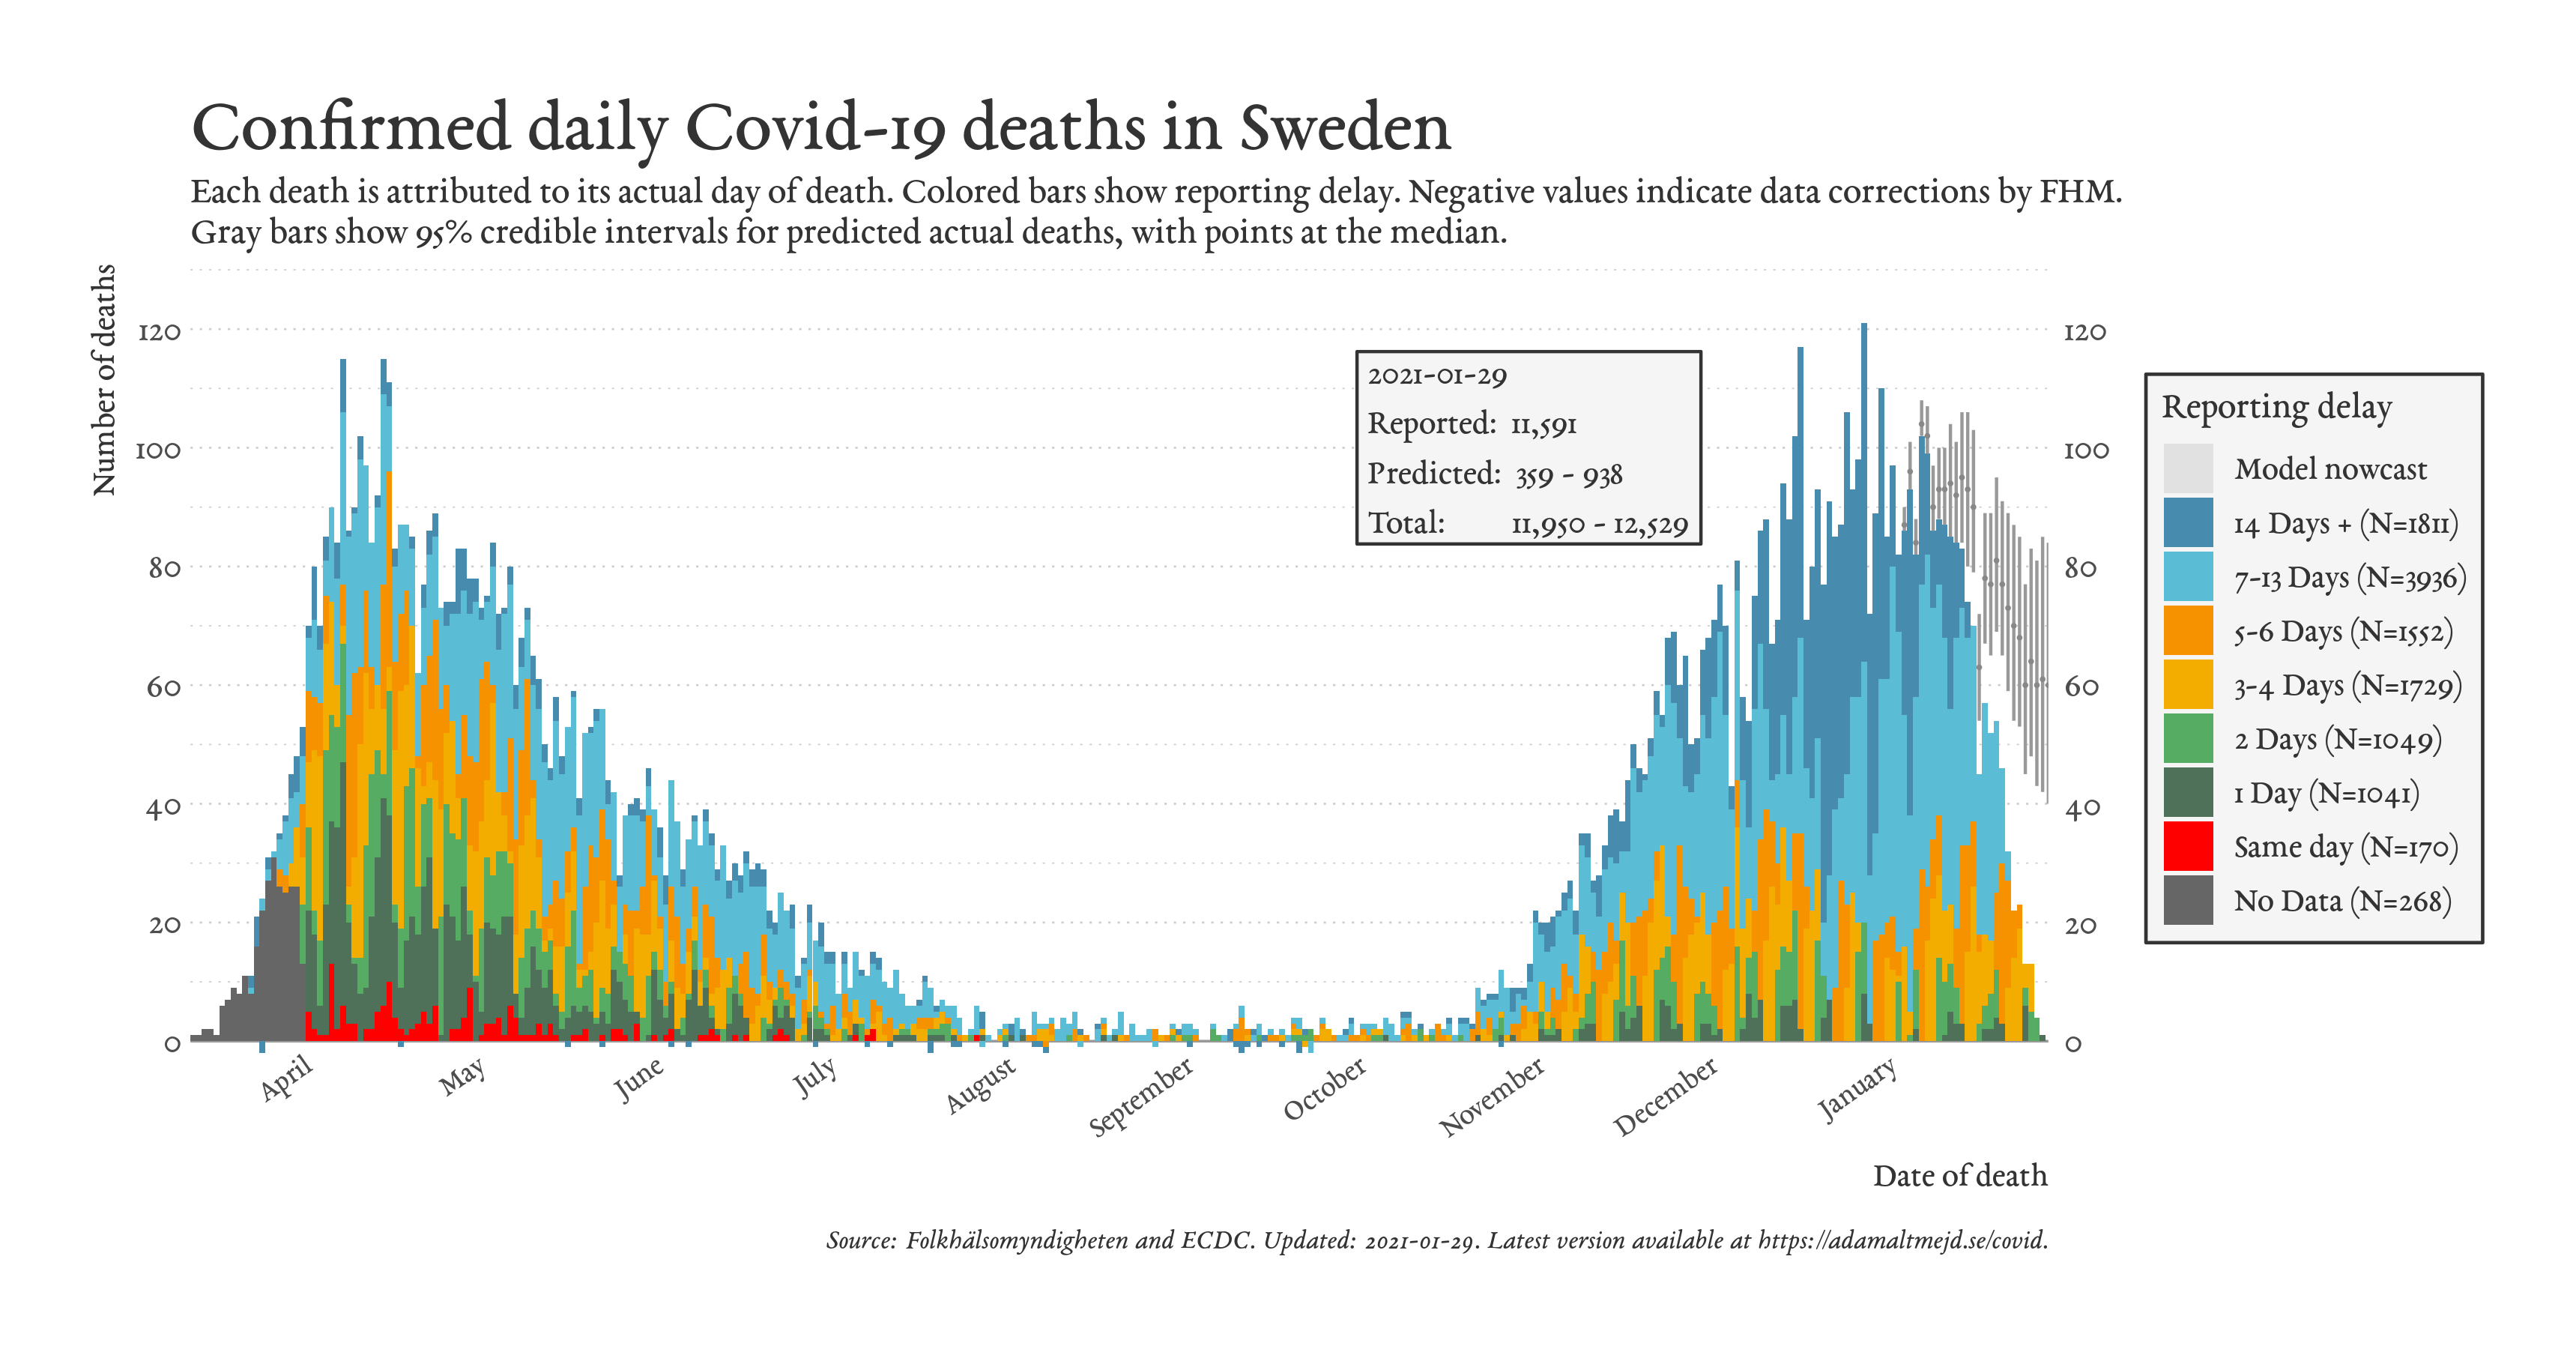 Confirmed daily Covid-19 deaths in Sweden
Each death is attributed to its actual day of death. Colored bars show reporting delay. Negative values indicate data corrections by FHM.
Gray bars show 95% credible intervals for predicted actual deaths, with points at the median.
Number of deaths
120
100
80
60
40
20
0
2021-01-29
Reported: 11,591
Predicted: 359 - 938
Total: 11,950 - 12,529
120
100
80
60
40
20
0
Reporting delay
Model nowcast
14 Days + (N=1811)
7-13 Days (N=3936)
5-6 Days (N=1552)
3-4 Days (N=1729)
2 Days (N=1049)
1 Day (N=1041)
Same day (N=170)
No Data (N=268)
April
May
June
July
August
September
October
November
December
January
Date of death
Source: Folkhälsomyndigheten and ECDC. Updated: 2021-01-29. Latest version available at https://adamaltmejd.se/covid.